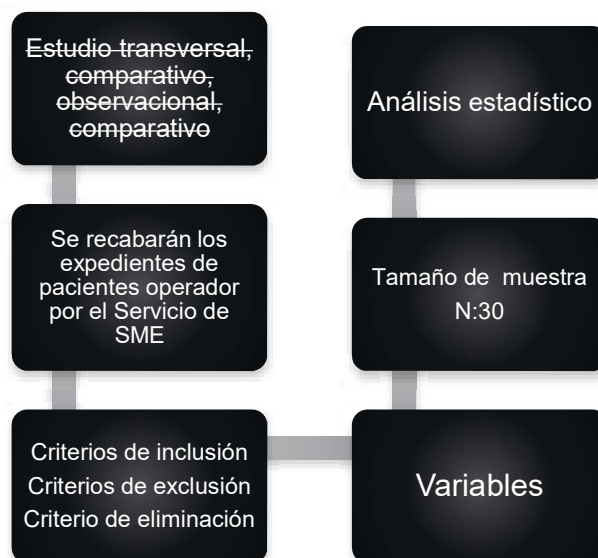 Estudio transversal,
comparativo,
observacional,
comparativo
Se recabarán los
expedientes de
pacientes operador
por el Servicio de
SME
Criterios de inclusión
Criterios de exclusión
Criterio de eliminación
Variables
Tamaño de muestra
N:30
Análisis estadístico